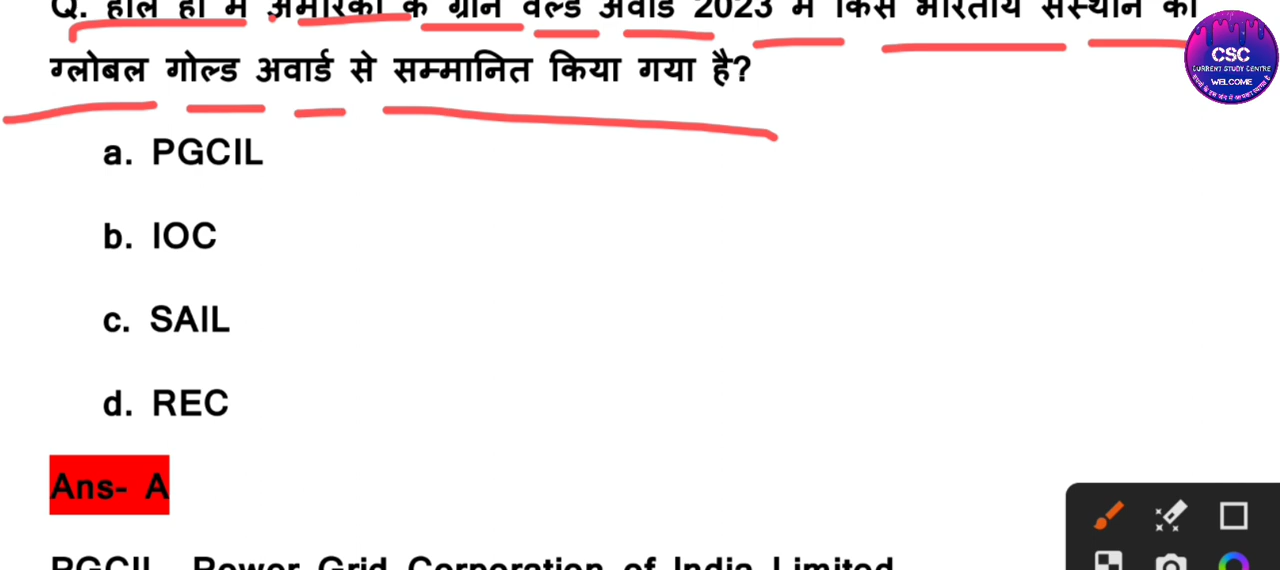 Q. हाल ही में अमेरिका के ग्रीन वर्ल्ड अवार्ड 2023 में किस भारतीय संस्थान को
CSC
CURRENT STUDY CENTRE
WELCOME
ग्लोबल गोल्ड अवार्ड से सम्मानित किया गया है?
a. PGCIL
b. IOC
c. SAIL
d. REC
Ans- A
PGCIL- Power Grid Corporation of India Limited